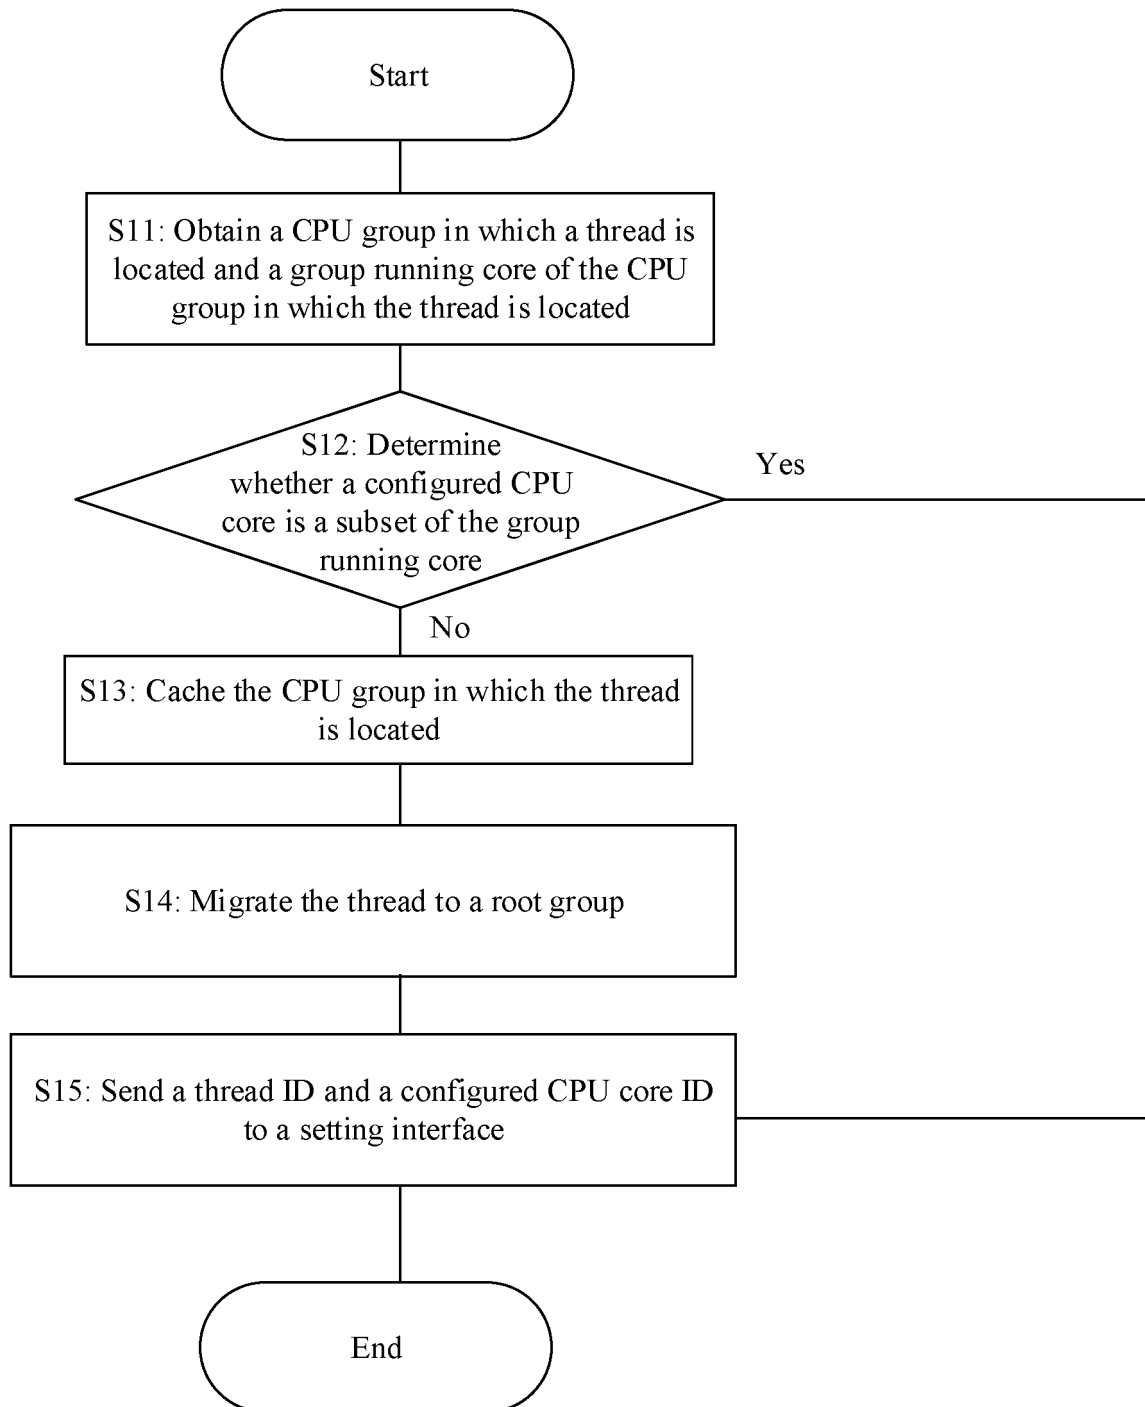 Start
S11: Obtain a CPU group in which a thread is
located and a group running core of the CPU
group in which the thread is located
S12: Determine
whether a configured CPU
core is a subset of the group
running core
Yes
No
S13: Cache the CPU group in which the thread
is located
S14: Migrate the thread to a root group
S15: Send a thread ID and a configured CPU core ID
to a setting interface
End